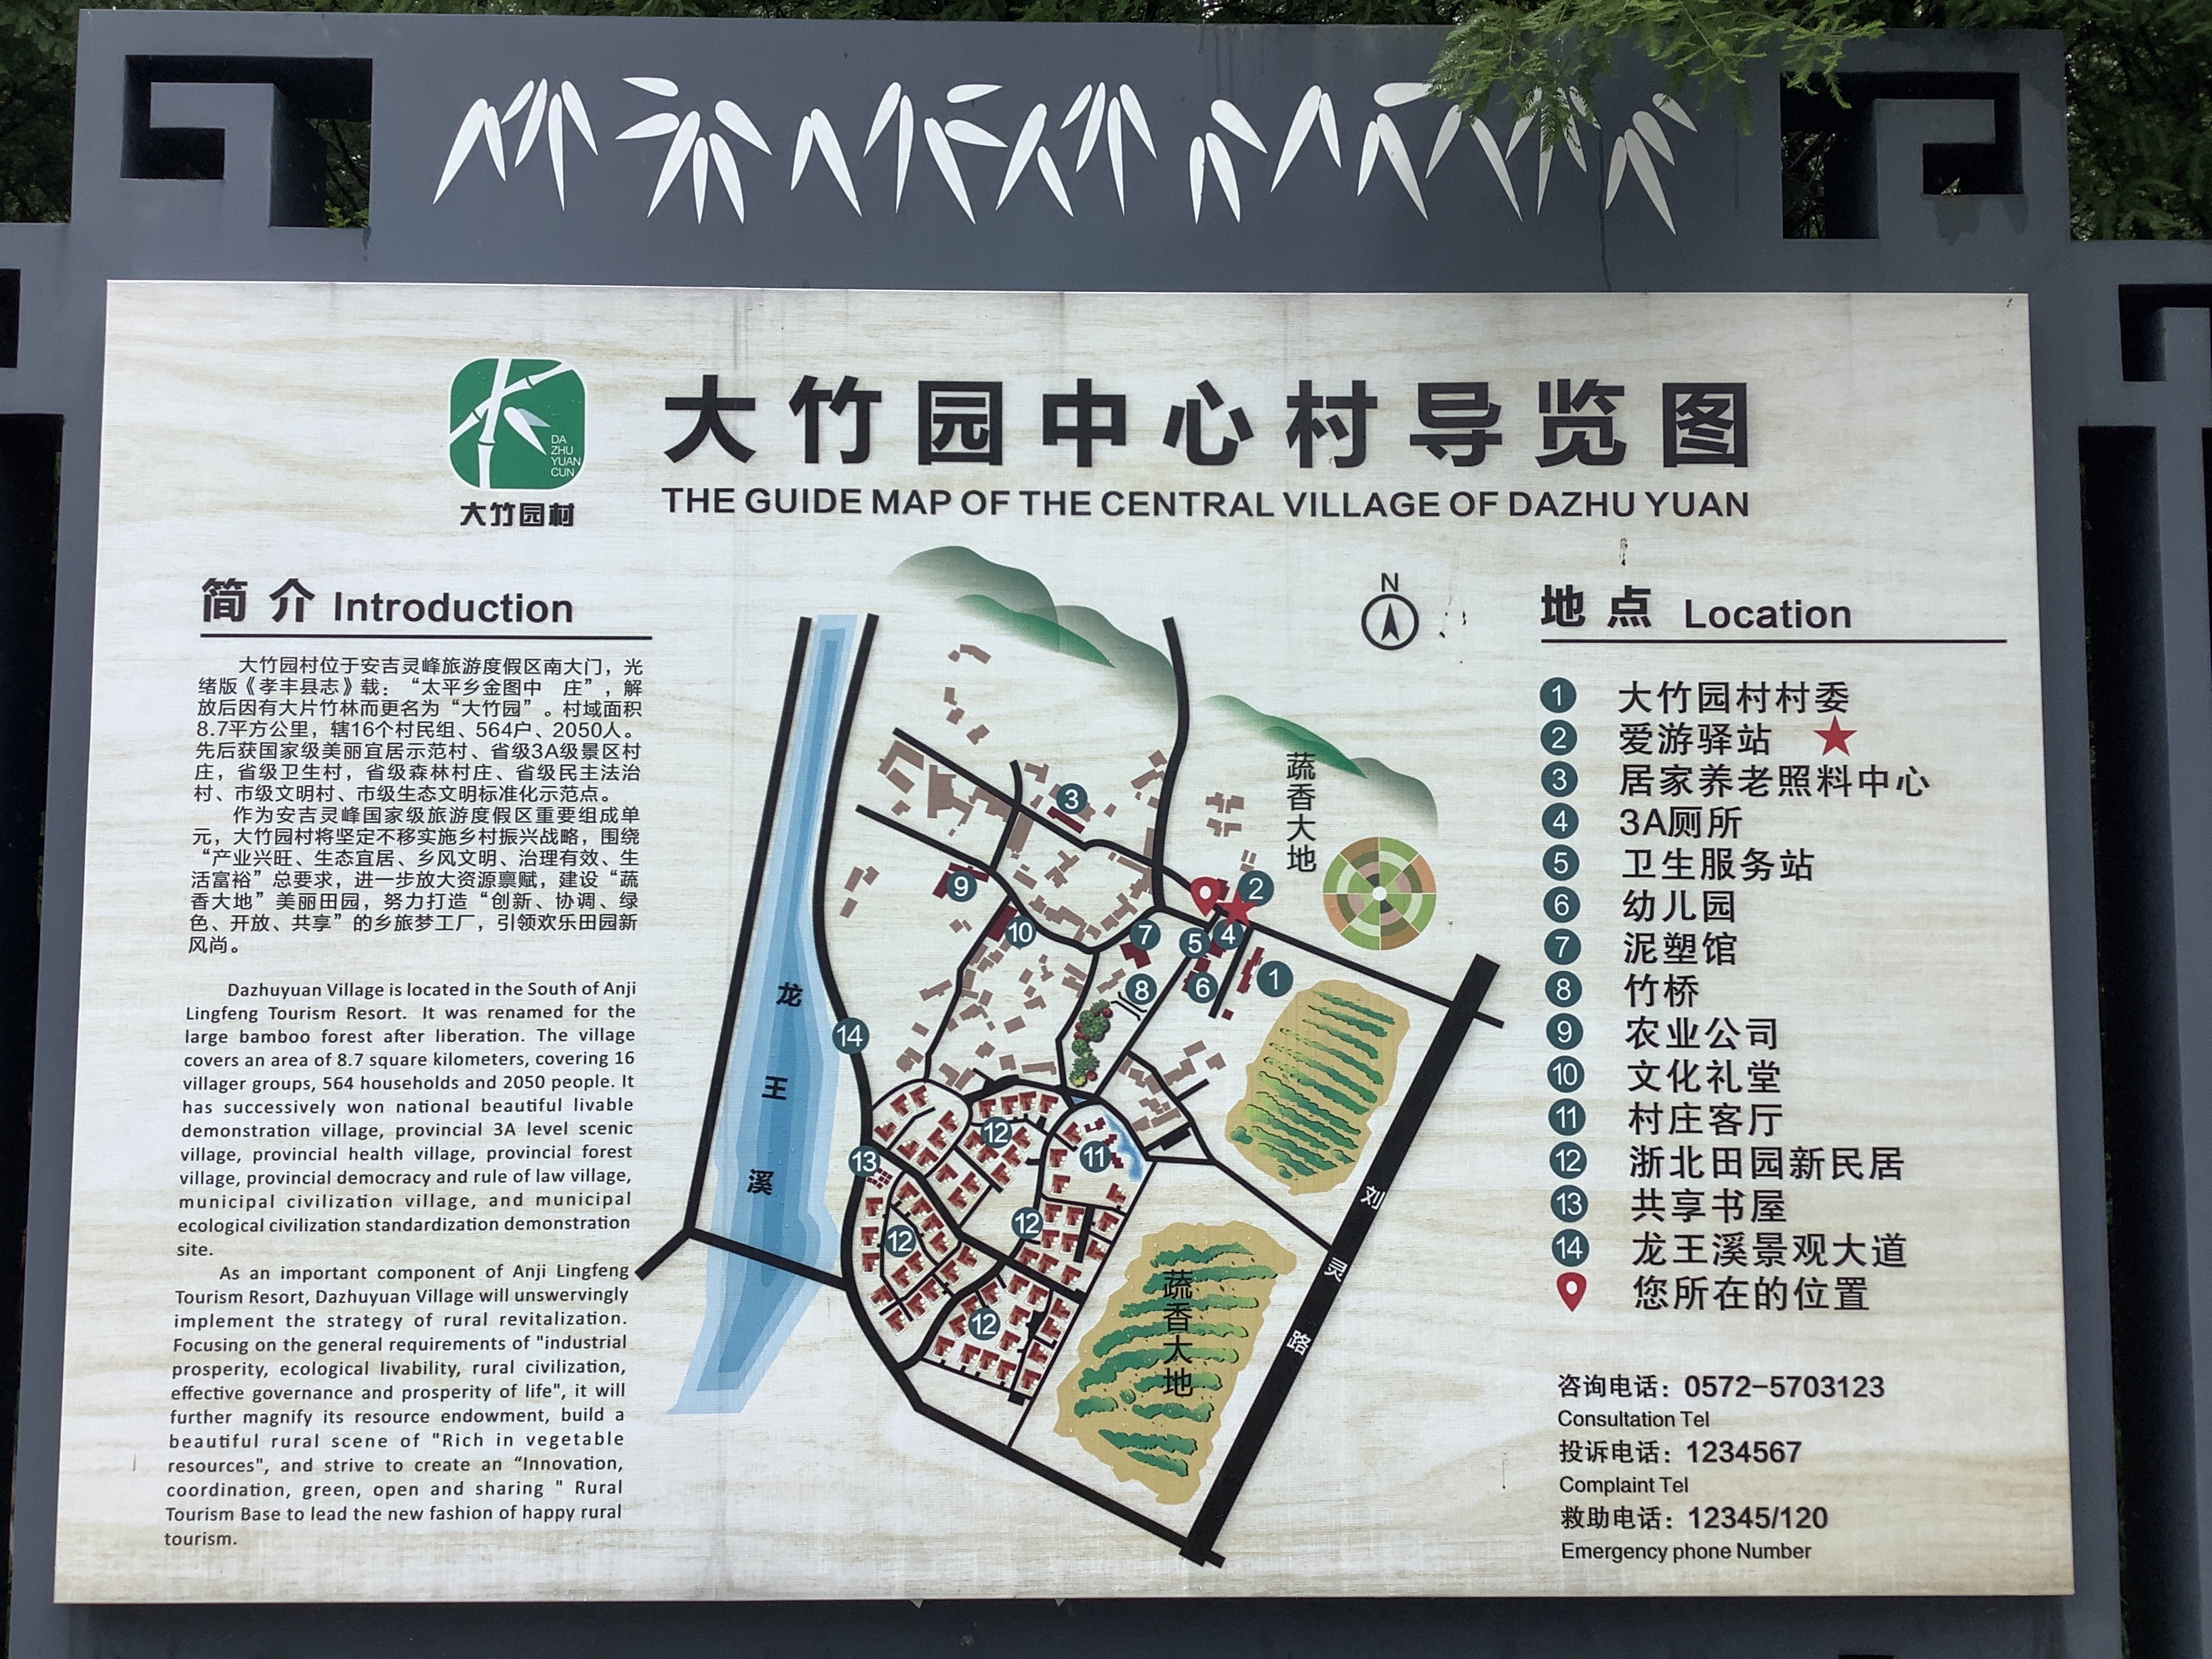 DA
ZHU
YUAN
CUN
大竹园村
大竹园中心村导览图
THE GUIDE MAP OF THE CENTRAL VILLAGE OF DAZHU YUAN
简介 Introduction
大竹园村位于安吉灵峰旅游度假区南大门，光
绪版《孝丰县志》载：“太平乡金图中 庄”，解
放后因有大片竹林而更名为“大竹园”。村域面积
8.7平方公里，辖16个村民组、564户、2050人。
先后获国家级美丽宜居示范村、省级3A级景区村
庄，省级卫生村，省级森林村庄、省级民主法治
村、市级文明村、市级生态文明标准化示范点。
作为安吉灵峰国家级旅游度假区重要组成单
元，大竹园村将坚定不移实施乡村振兴战略，围绕
“产业兴旺、生态宜居、乡风文明、治理有效、生
活富裕”总要求，进一步放大资源禀赋，建设“蔬
香大地”美丽田园，努力打造“创新、协调、绿
色、开放、共享”的乡旅梦工厂，引领欢乐田园新
风尚。
Dazhuyuan Village is located in the South of Anji
Lingfeng Tourism Resort. It was renamed for the
large bamboo forest after liberation. The village
covers an area of 8.7 square kilometers, covering 16
villager groups, 564 households and 2050 people. It
has successively won national beautiful livable
demonstration village, provincial 3A level scenic
village, provincial health village, provincial forest
village, provincial democracy and rule of law village,
municipal civilization village, and municipal
ecological civilization standardization demonstration
site.
As an important component of Anji Lingfeng
Tourism Resort, Dazhuyuan Village will unswervingly
implement the strategy of rural revitalization.
Focusing on the general requirements of "industrial
prosperity, ecological livability, rural civilization,
effective governance and prosperity of life", it will
further magnify its resource endowment, build a
beautiful rural scene of "Rich in vegetable
resources", and strive to create an “Innovation,
coordination, green, open and sharing " Rural
Tourism Base to lead the new fashion of happy rural
tourism.
N
蔬香大地
3
2
9
10
7
5
4
1
8
6
龙王溪
14
12
13
11
12
12
12
蔬香大地
刘灵路
地点 Location
1 大竹园村村委
2 爱游驿站
3 居家养老照料中心
4 3A厕所
5 卫生服务站
6 幼儿园
7 泥塑馆
8 竹桥
9 农业公司
10 文化礼堂
11 村庄客厅
12 浙北田园新民居
13 共享书屋
14 龙王溪景观大道
您所在的位置
咨询电话：0572-5703123
Consultation Tel
投诉电话：1234567
Complaint Tel
救助电话：12345/120
Emergency phone Number